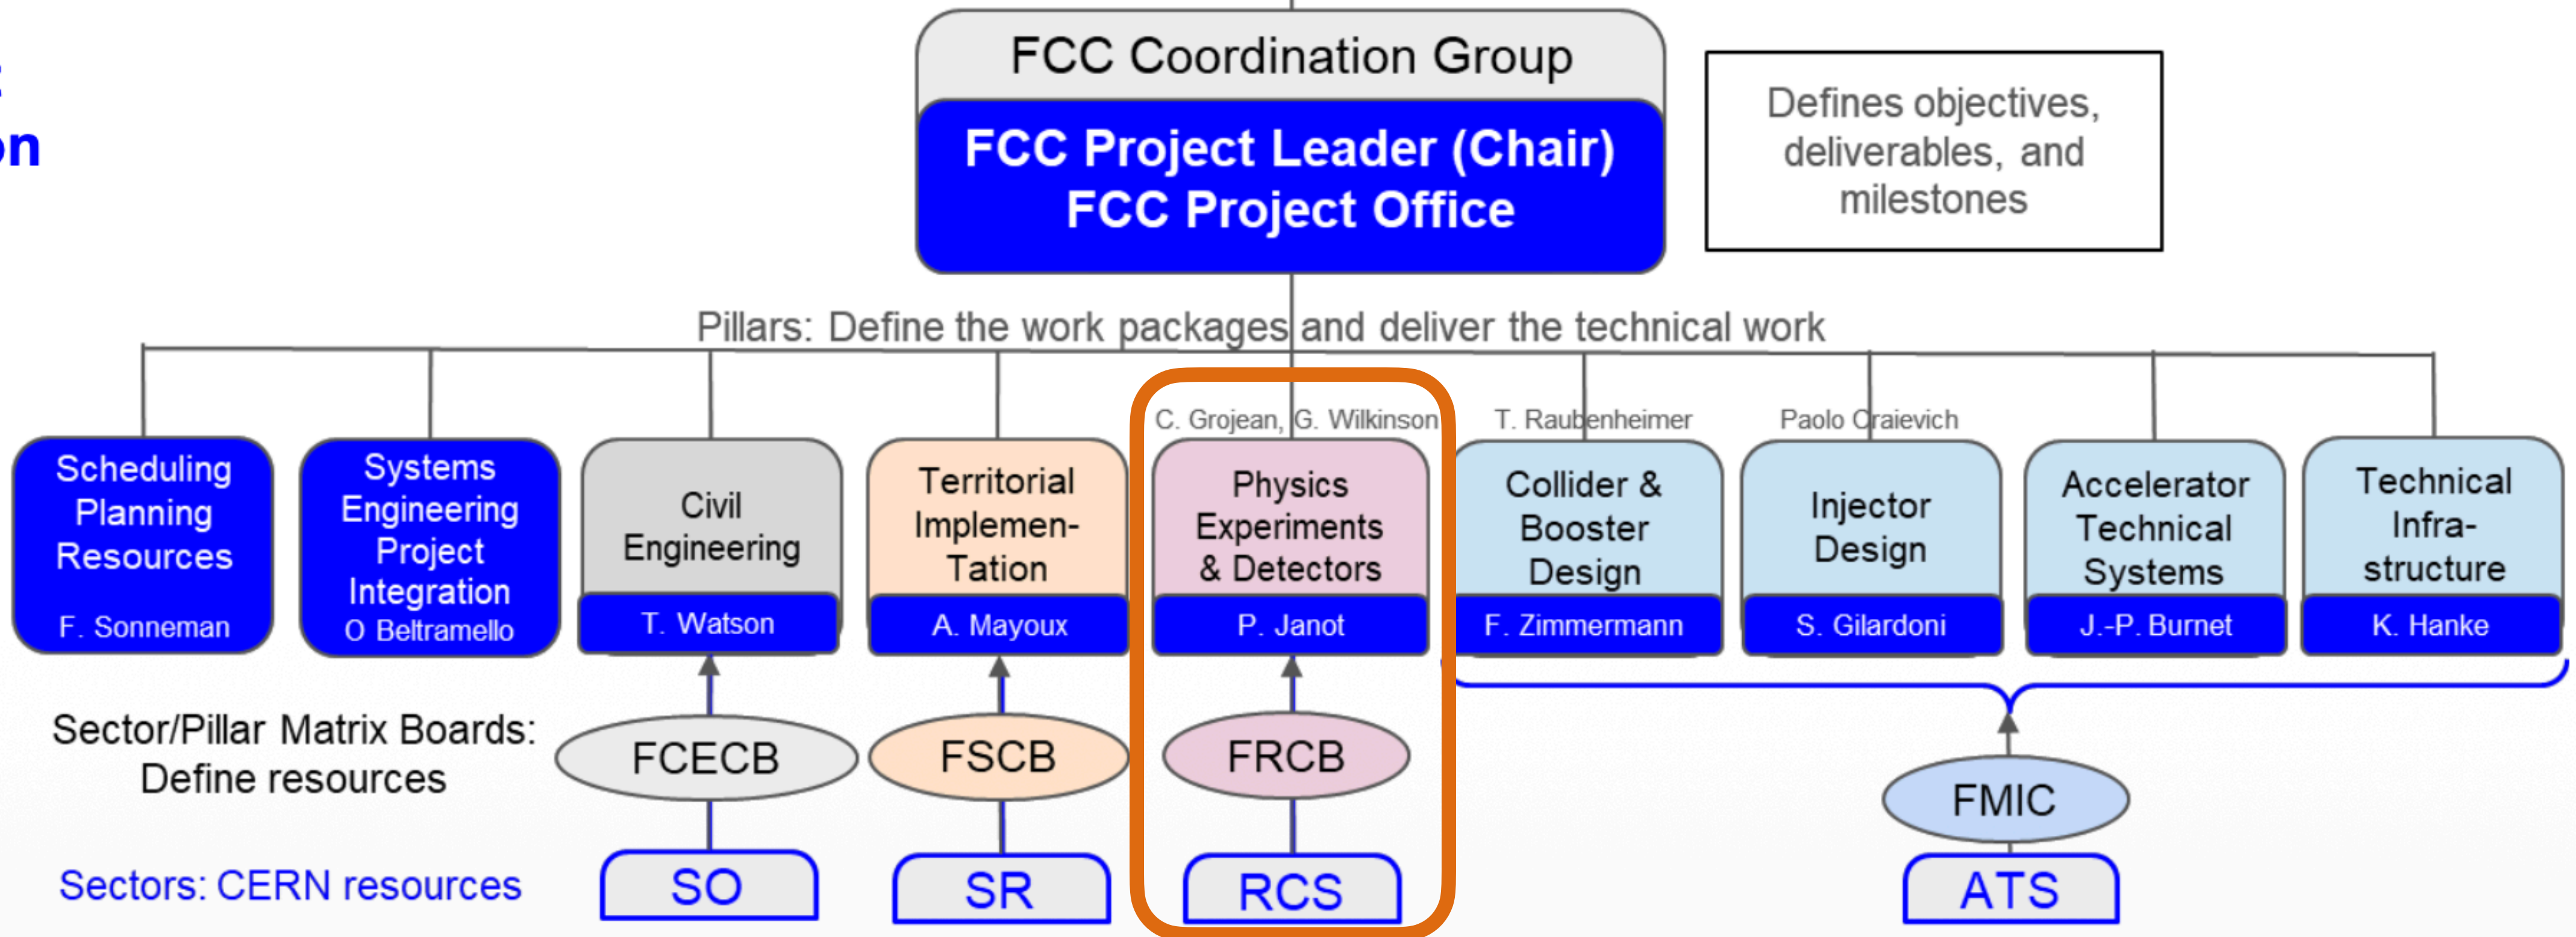 on
FCC Coordination Group
FCC Project Leader (Chair)
FCC Project Office
Defines objectives,
deliverables, and
milestones
Pillars: Define the work packages and deliver the technical work
C. Grojean, G. Wilkinson
T. Raubenheimer
Paolo Craievich
Scheduling
Planning
Resources
F. Sonneman
Systems
Engineering
Project
Integration
O Beltramello
Civil
Engineering
T. Watson
Territorial
Implemen-
Tation
A. Mayoux
Physics
Experiments
& Detectors
P. Janot
Collider &
Booster
Design
F. Zimmermann
Injector
Design
S. Gilardoni
Accelerator
Technical
Systems
J.-P. Burnet
Technical
Infra-
structure
K. Hanke
Sector/Pillar Matrix Boards:
Define resources
FCECB
FSCB
FRCB
FMIC
Sectors: CERN resources
SO
SR
RCS
ATS